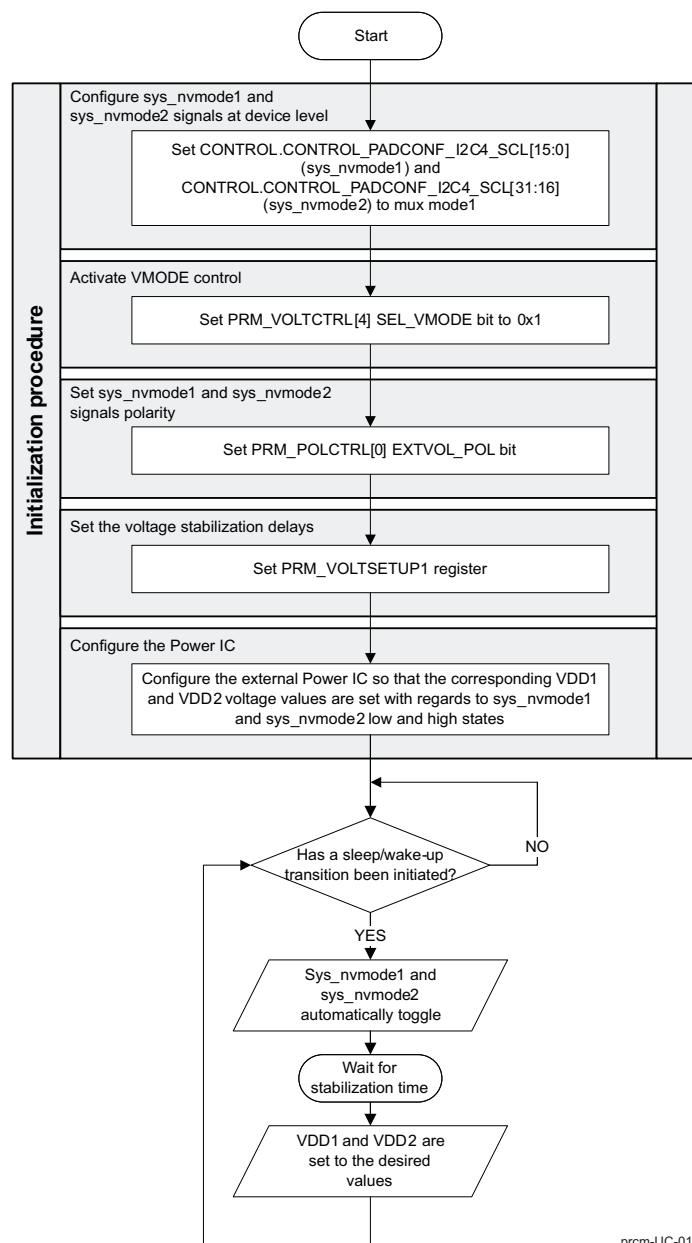 Start
Initialization procedure
Configure sys_nvmode1 and
sys_nvmode2 signals at device level
Set CONTROL.CONTROL_PADCONF_I2C4_SCL[15:0]
(sys_nvmode1) and
CONTROL.CONTROL_PADCONF_I2C4_SCL[31:16]
(sys_nvmode2) to mux mode1
Activate VMODE control
Set PRM_VOLTCTRL[4] SEL_VMODE bit to 0x1
Set sys_nvmode1 and sys_nvmode2
signals polarity
Set PRM_POLCTRL[0] EXTVOL_POL bit
Set the voltage stabilization delays
Set PRM_VOLTSETUP1 register
Configure the Power IC
Configure the external Power IC so that the corresponding VDD1
and VDD2 voltage values are set with regards to sys_nvmode1
and sys_nvmode2 low and high states
Has a sleep/wake-up
transition been initiated?
NO
YES
Sys_nvmode1 and
sys_nvmode2
automatically toggle
Wait for
stabilization time
VDD1 and VDD2 are
set to the desired
values